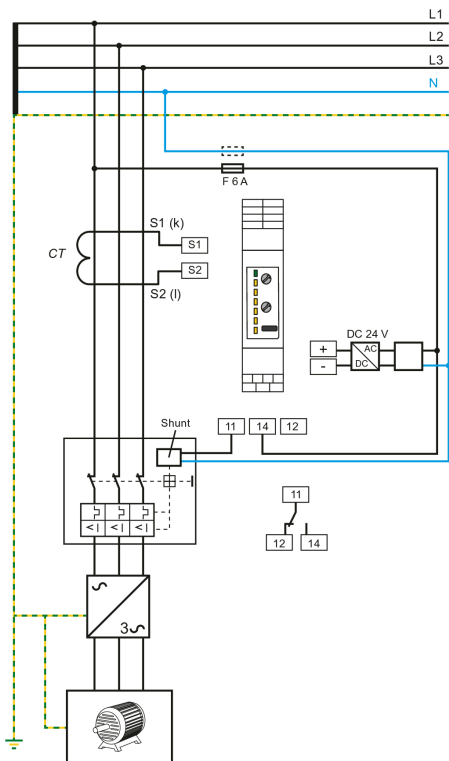 L1
L2
L3
N
F 6 A
S1 (k)
S1
CT
S2
S2 (l)
DC 24 V
+
AC
-
DC
Shunt
11
14
12
11
12
14
3